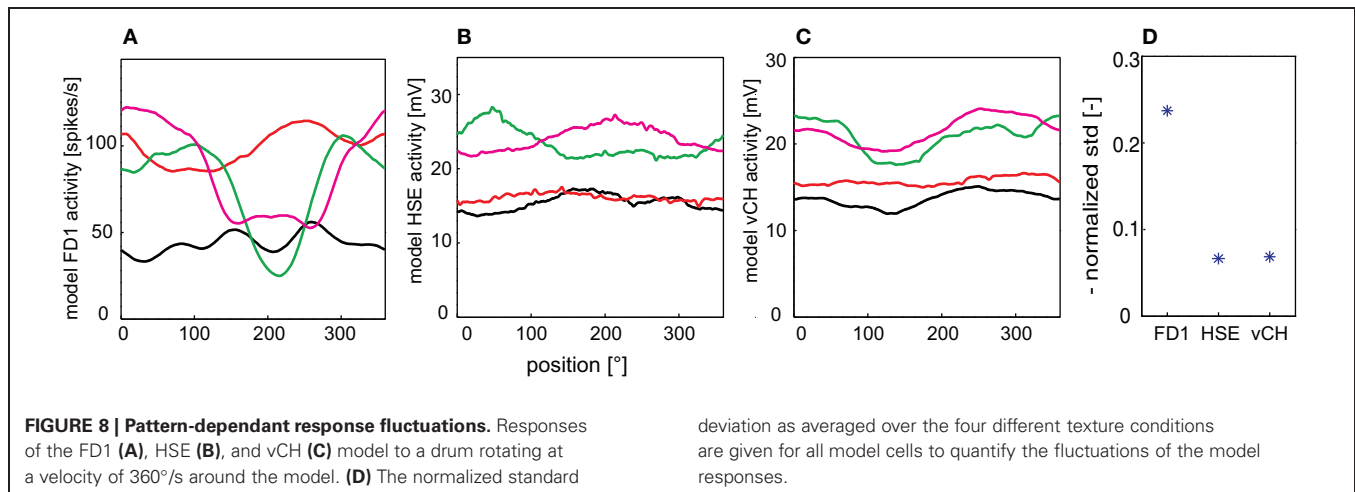 A
B
C
D
model FD1 activity [spikes/s]
100
50
0
0 100 200 300
model HSE activity [mV]
30
20
10
0
0 100 200 300
position [°]
model vCH activity [mV]
30
20
10
0
0 100 200 300
- normalized std [-]
0.3
0.2
0.1
0
FD1 HSE vCH
FIGURE 8 | Pattern-dependant response fluctuations. Responses
of the FD1 (A), HSE (B), and vCH (C) model to a drum rotating at
a velocity of 360°/s around the model. (D) The normalized standard
deviation as averaged over the four different texture conditions
are given for all model cells to quantify the fluctuations of the model
responses.